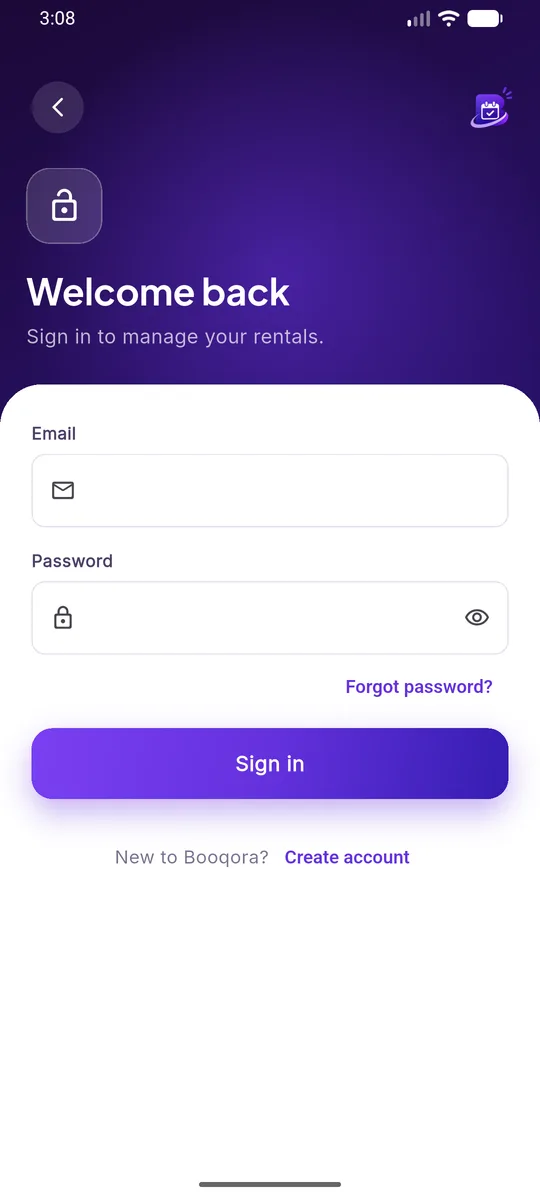 3:08
Welcome back
Sign in to manage your rentals.
Email
Password
Forgot password?
Sign in
New to Booqora? Create account